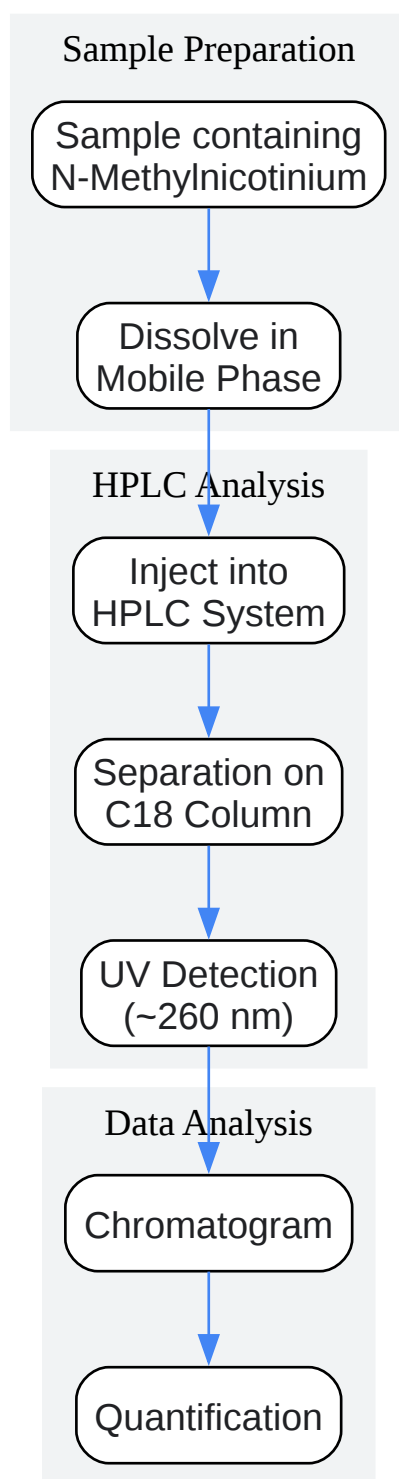 Sample Preparation
Sample containing
N-Methylnicotinium
Dissolve in
Mobile Phase
HPLC Analysis
Inject into
HPLC System
Separation on
C18 Column
UV Detection
(~260 nm)
Data Analysis
Chromatogram
Quantification